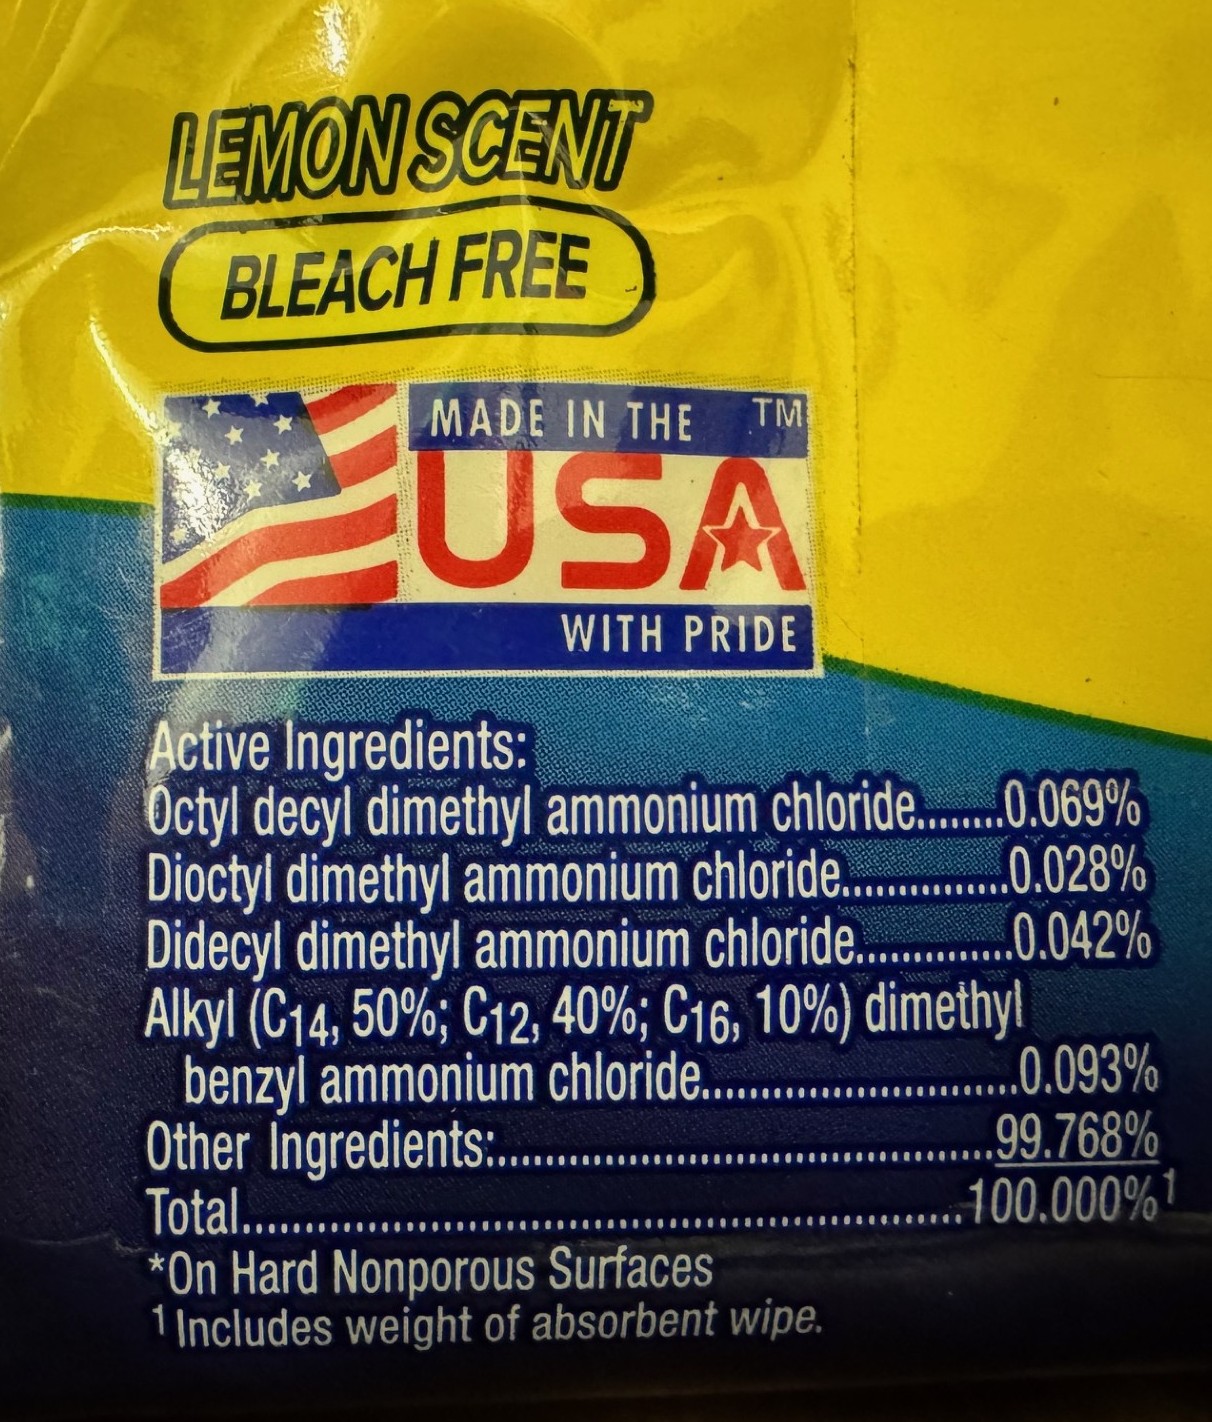 LEMON SCENT
BLEACH FREE
MADE IN THE TM
USA
WITH PRIDE
Active Ingredients:
Octyl decyl dimethyl ammonium chloride........0.069%
Dioctyl dimethyl ammonium chloride................0.028%
Didecyl dimethyl ammonium chloride...............0.042%
Alkyl (C14, 50%; C12, 40%; C16, 10%) dimethyl
benzyl ammonium chloride................................0.093%
Other Ingredients:..................................................99.768%
Total.........................................................................100.000%¹
*On Hard Nonporous Surfaces
¹ Includes weight of absorbent wipe.